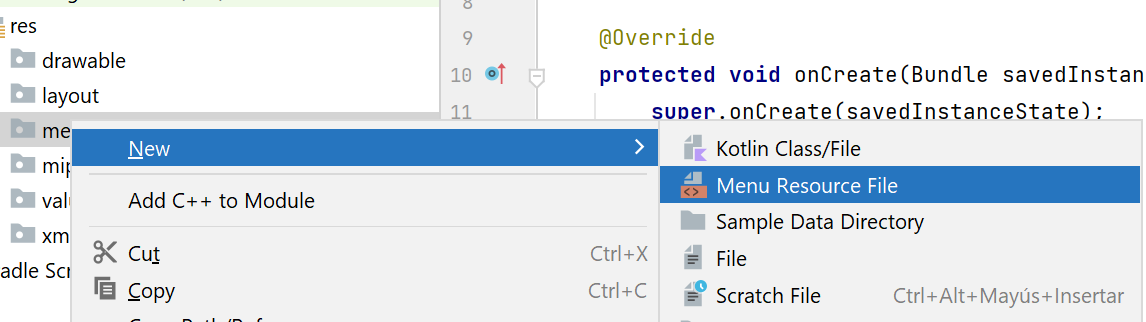 8
res
9
@Override
drawable
10
protected void onCreate(Bundle savedInstan
layout
11
super.onCreate(savedInstanceState);
me
New
Kotlin Class/File
mip
Menu Resource File
valu
Add C++ to Module
Sample Data Directory
xm
Cut Ctrl+X
File
adle Scr
Copy Ctrl+C
Scratch File Ctrl+Alt+Mayús+Insertar